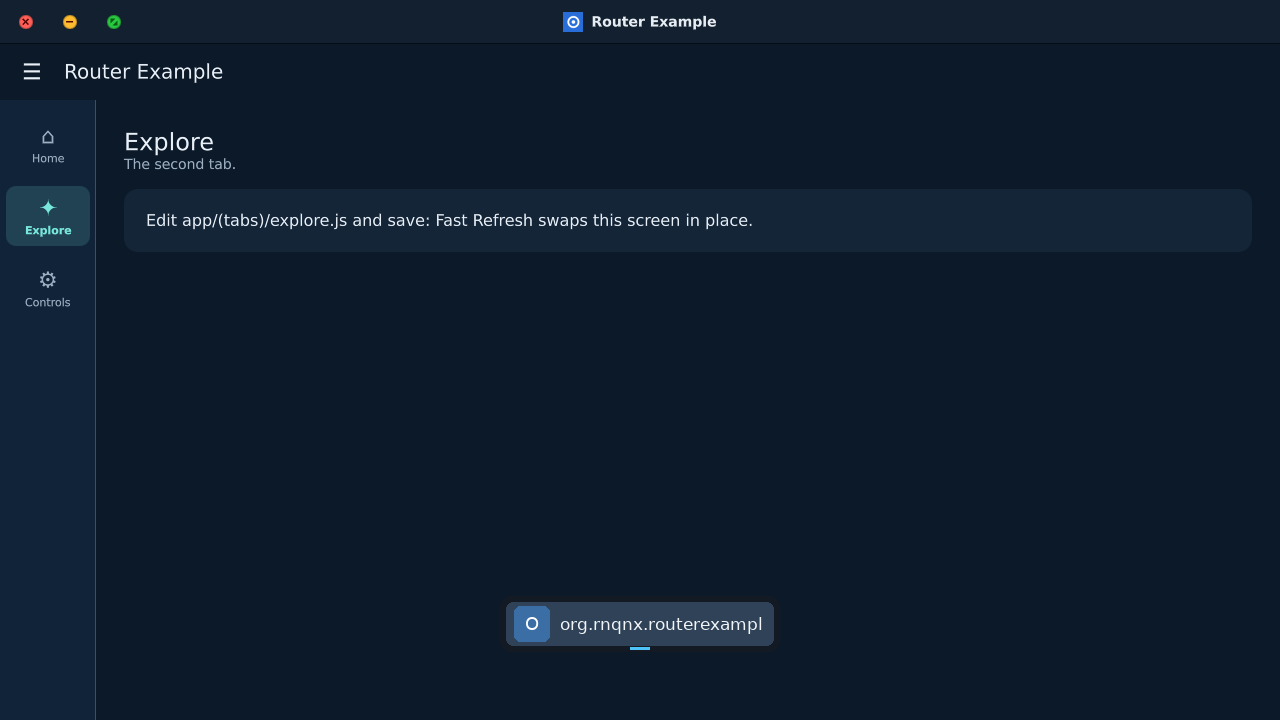 Router Example
Router Example
Home
Explore
Controls
Explore
The second tab.
Edit app/(tabs)/explore.js and save: Fast Refresh swaps this screen in place.
O
org.rnqnx.routerexampl